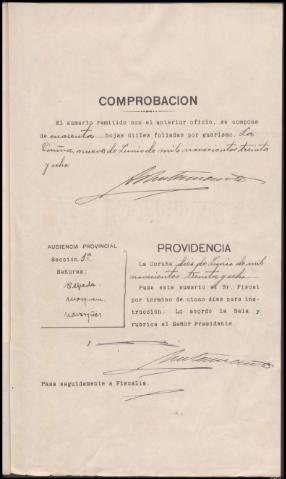 COMPROBACION
El sumario remitido con el anterior oficio, se compone
de cuarenta hojas útiles foliadas por guarismo. La
Coruña, nueve de Junio de mil novecientos treinta
y ocho
AUDIENCIA PROVINCIAL
Sección 1ª
Señores:
PROVIDENCIA
La Coruña diez de Junio de mil
novecientos treinta y ocho
Pase este sumario al Sr. Fiscal
por término de cinco días para ins-
trucción. Lo acordó la Sala y
rubrica el Señor Presidente.
Pasa seguidamente a Fiscalía.